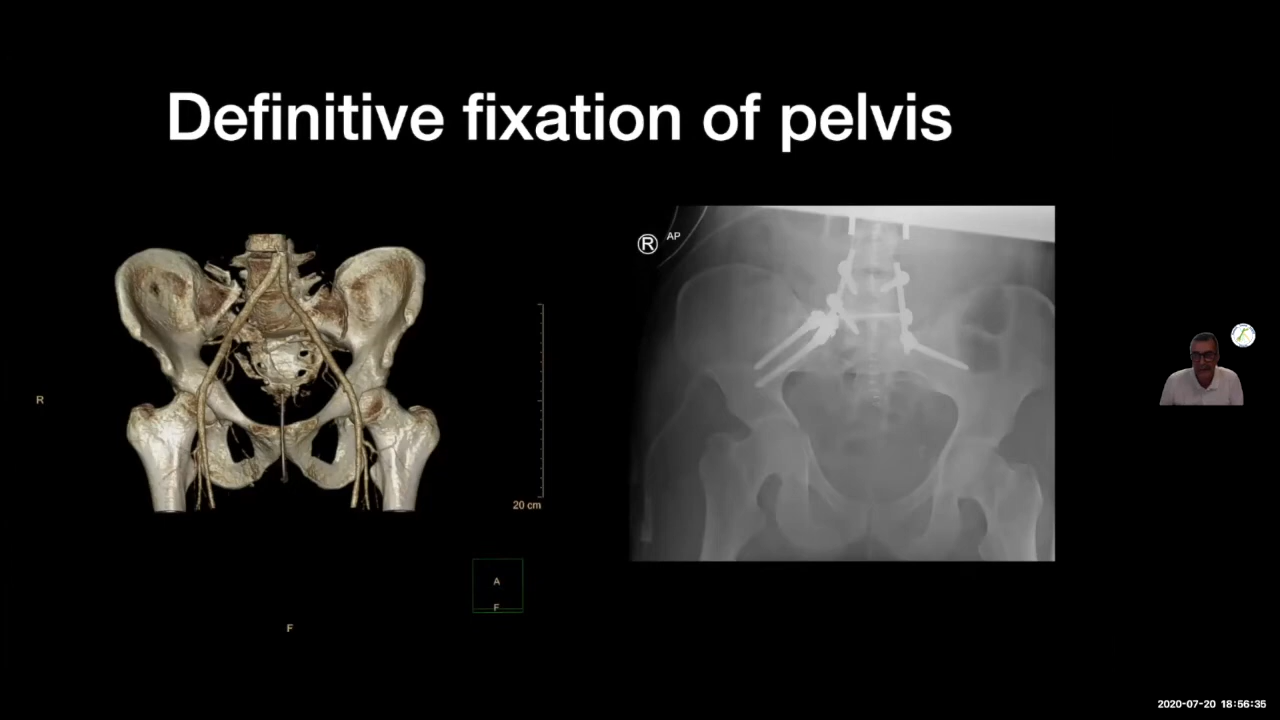 Definitive fixation of pelvis
R AP
R
20 cm
A
F
F
2020-07-20 18:56:35